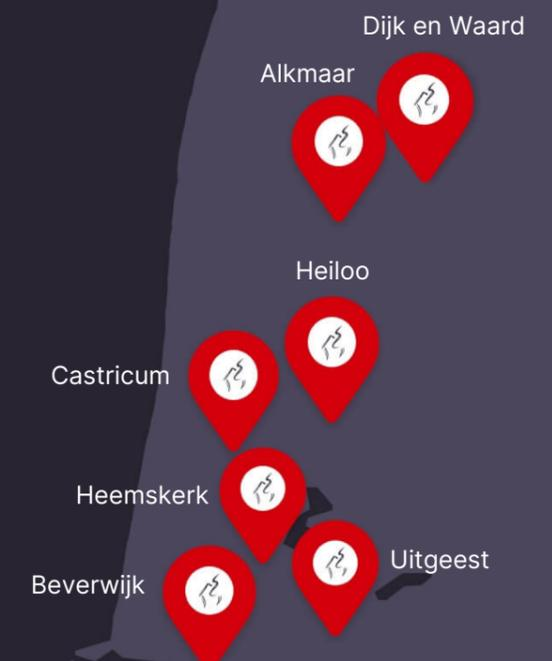 Dijk en Waard
Alkmaar
Heiloo
Castricum
Heemskerk
Uitgeest
Beverwijk